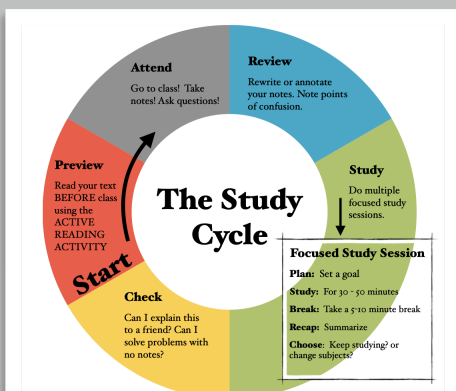 Attend
Go to class!  Take
notes! Ask questions!
Review
Rewrite or annotate
your notes. Note points
of confusion.
Preview
Read your text
BEFORE class
using the
ACTIVE
READING
ACTIVITY
Start
The Study
Cycle
Study
Do multiple
focused study
sessions.
Focused Study Session
Plan:  Set a goal
Study:  For 30 - 50 minutes
Break:  Take a 5-10 minute break
Recap:  Summarize
Choose:  Keep studying? or
change subjects?
Check
Can I explain this
to a friend? Can I
solve problems with
no notes?